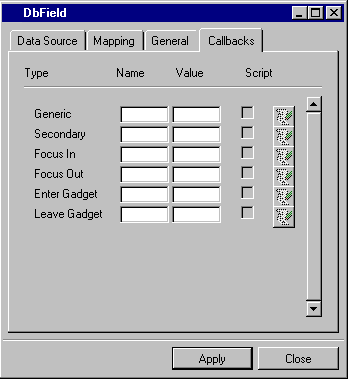 DbField
Data Source Mapping General Callbacks
Type Name Value Script
Generic
Secondary
Focus In
Focus Out
Enter Gadget
Leave Gadget
Apply Close